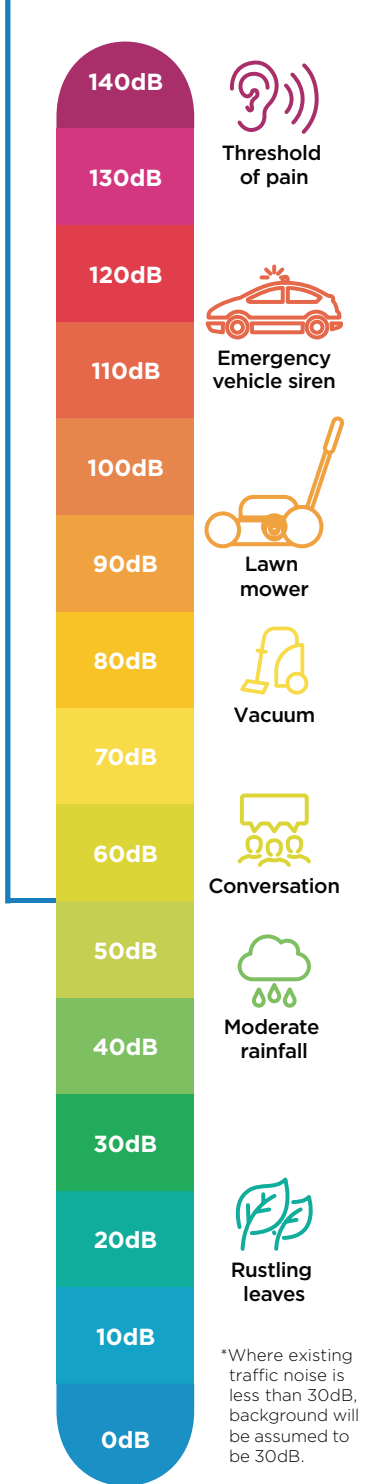 140dB
Threshold
of pain
130dB
120dB
Emergency
vehicle siren
110dB
100dB
90dB
Lawn
mower
80dB
Vacuum
70dB
60dB
Conversation
50dB
Moderate
rainfall
40dB
30dB
20dB
Rustling
leaves
10dB
*Where existing
traffic noise is
less than 30dB,
background will
be assumed to
be 30dB.
0dB